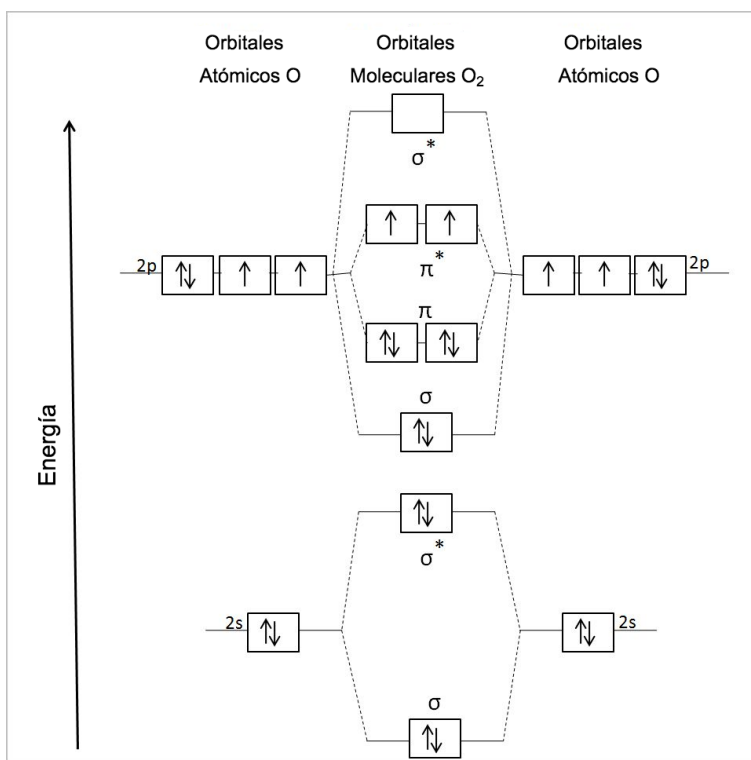 Orbitales
Atómicos O
Orbitales
Moleculares O₂
Orbitales
Atómicos O
σ*
2p
π*
2p
π
σ
Energía
σ*
2s
2s
σ